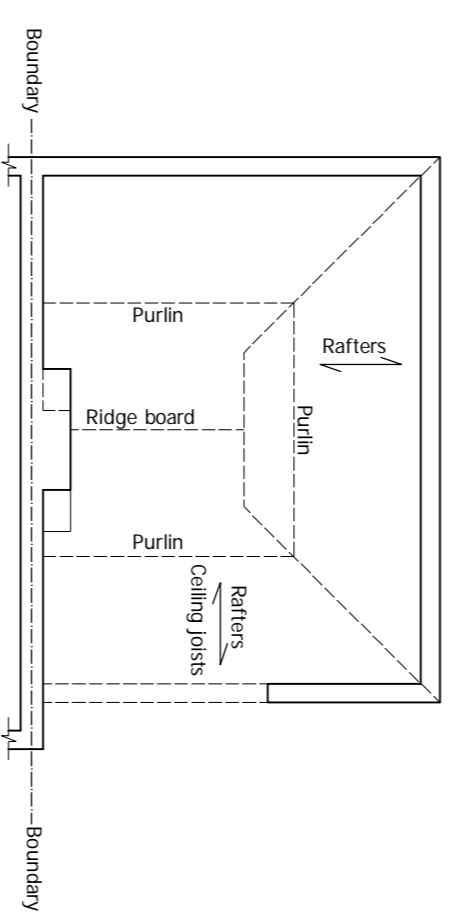 Boundary
Purlin
Rafters
Ridge board
Purlin
Purlin
Rafters
Ceiling joists
Boundary